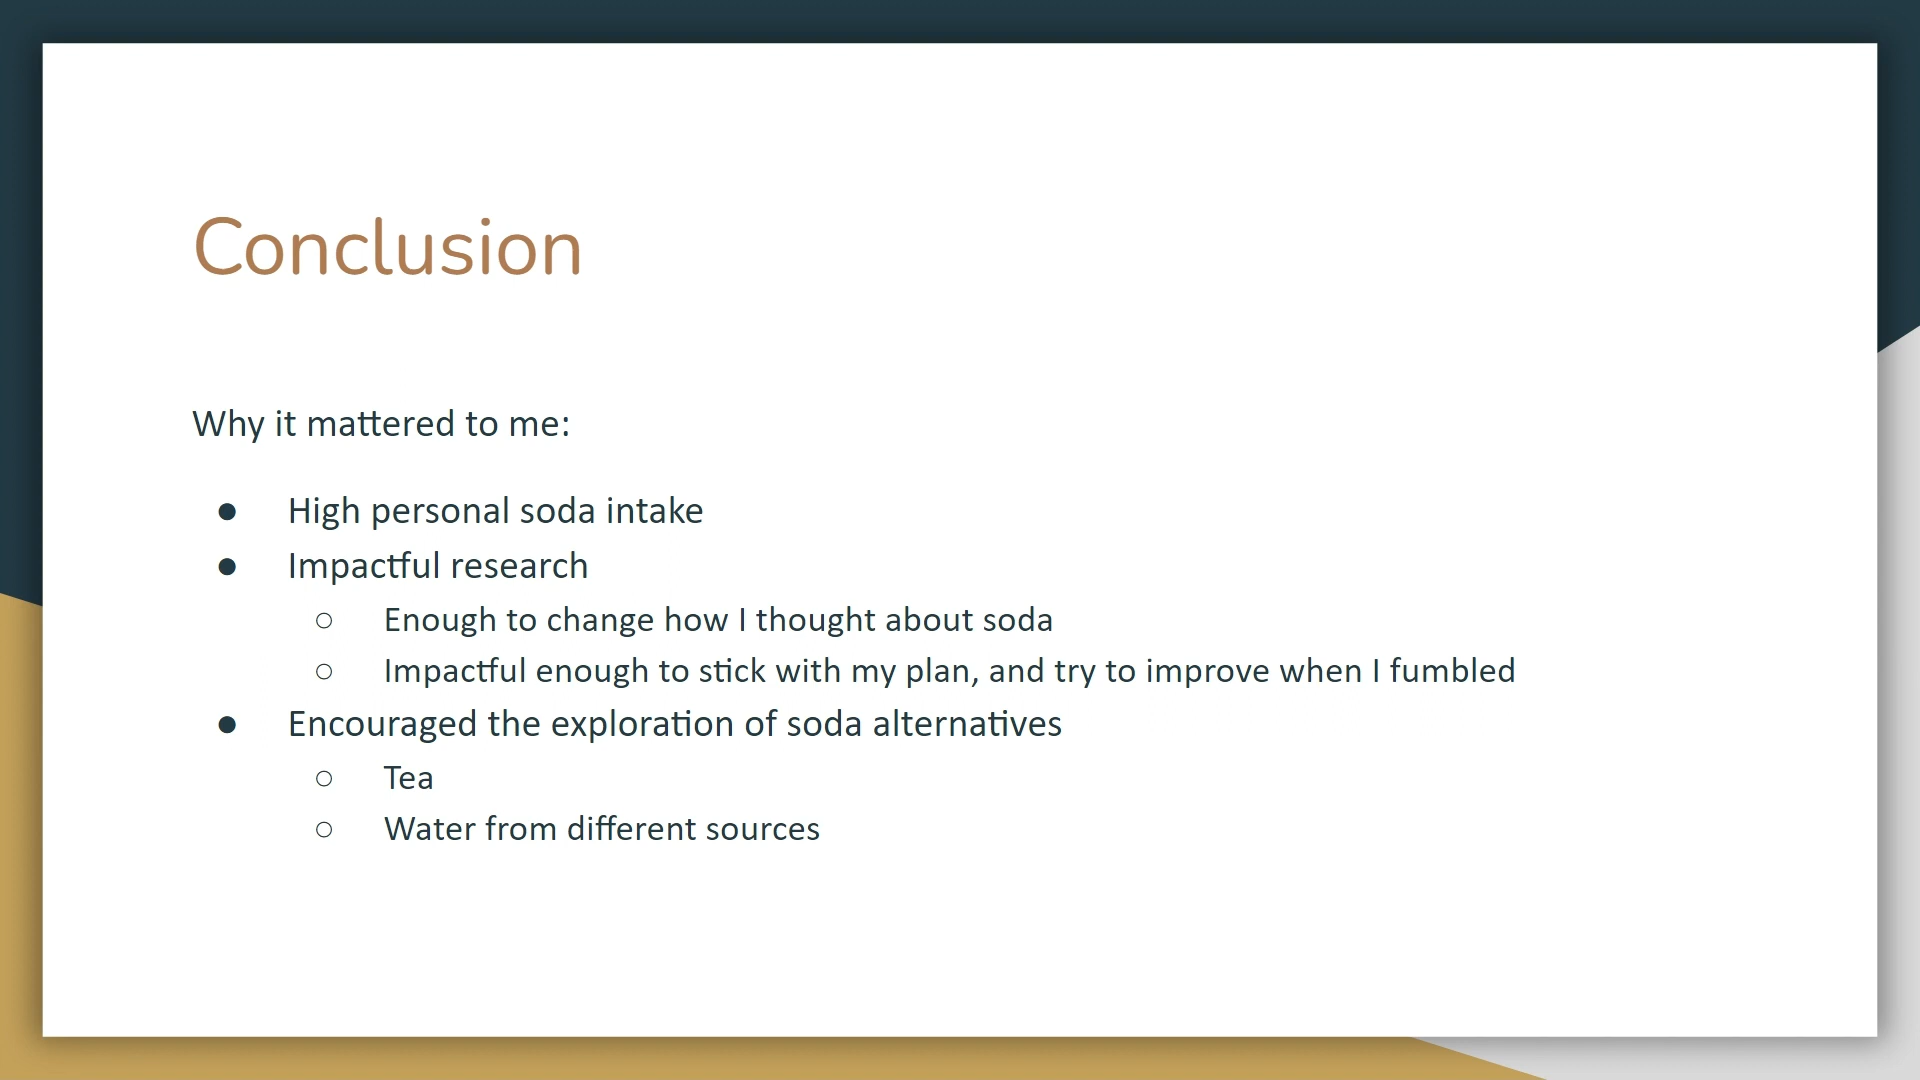 Conclusion
Why it mattered to me:
● High personal soda intake
● Impactful research
○ Enough to change how I thought about soda
○ Impactful enough to stick with my plan, and try to improve when I fumbled
● Encouraged the exploration of soda alternatives
○ Tea
○ Water from different sources